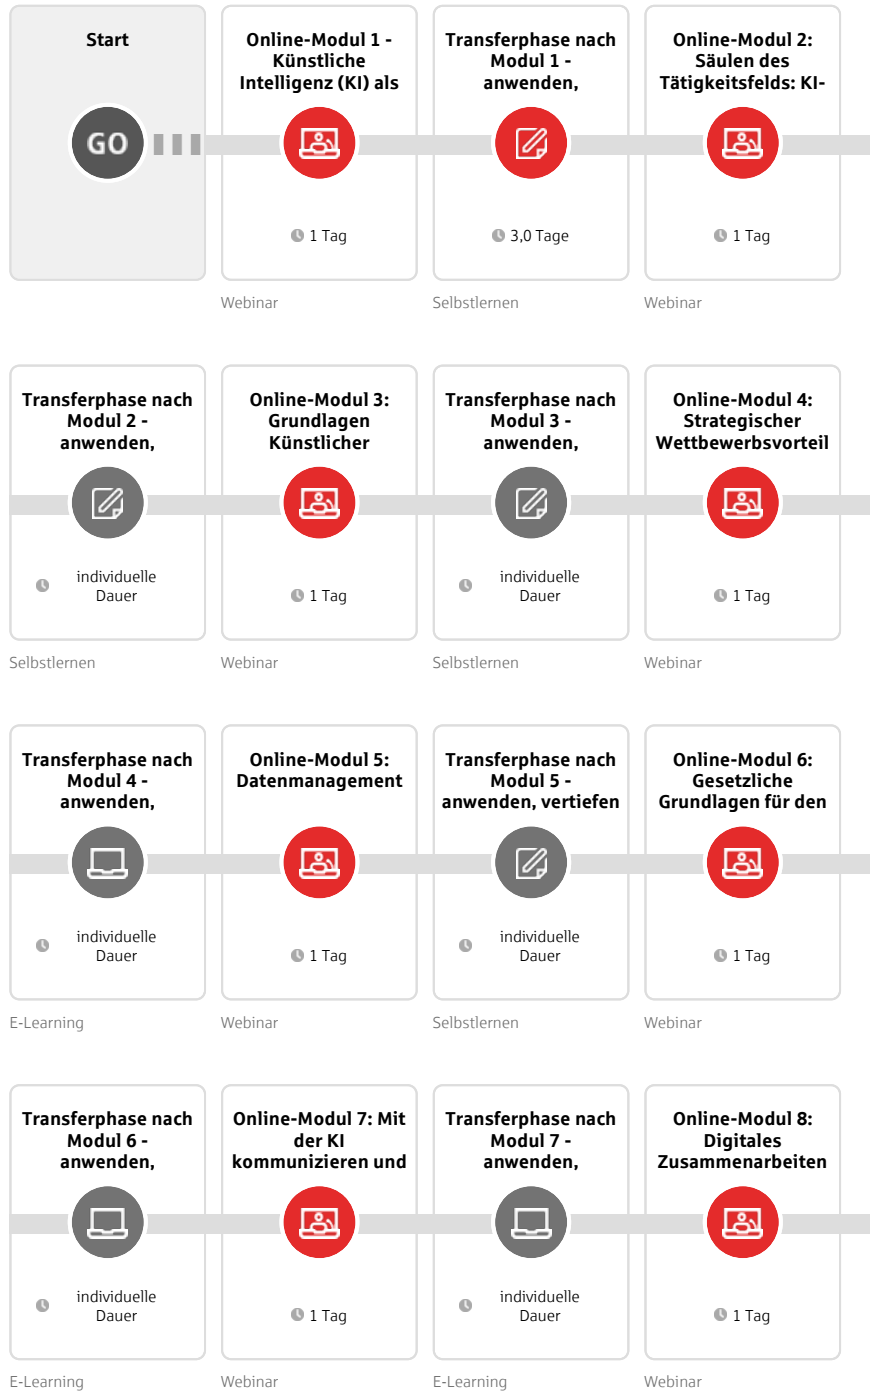 Start
GO
Online-Modul 1 -
Künstliche
Intelligenz (KI) als
1 Tag
Webinar
Transferphase nach
Modul 1 -
anwenden,
3,0 Tage
Selbstlernen
Online-Modul 2:
Säulen des
Tätigkeitsfelds: KI-
1 Tag
Webinar
Transferphase nach
Modul 2 -
anwenden,
individuelle
Dauer
Selbstlernen
Online-Modul 3:
Grundlagen
Künstlicher
1 Tag
Webinar
Transferphase nach
Modul 3 -
anwenden,
individuelle
Dauer
Selbstlernen
Online-Modul 4:
Strategischer
Wettbewerbsvorteil
1 Tag
Webinar
Transferphase nach
Modul 4 -
anwenden,
individuelle
Dauer
E-Learning
Online-Modul 5:
Datenmanagement
1 Tag
Webinar
Transferphase nach
Modul 5 -
anwenden, vertiefen
individuelle
Dauer
Selbstlernen
Online-Modul 6:
Gesetzliche
Grundlagen für den
1 Tag
Webinar
Transferphase nach
Modul 6 -
anwenden,
individuelle
Dauer
E-Learning
Online-Modul 7: Mit
der KI
kommunizieren und
1 Tag
Webinar
Transferphase nach
Modul 7 -
anwenden,
individuelle
Dauer
E-Learning
Online-Modul 8:
Digitales
Zusammenarbeiten
1 Tag
Webinar